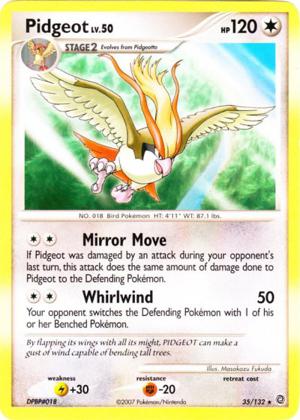 Pidgeot LV.50
HP 120
STAGE 2 Evolves from Pidgeotto
NO. 018 Bird Pokémon HT: 4'11" WT: 87.1 lbs.
Mirror Move
If Pidgeot was damaged by an attack during your opponent's
last turn, this attack does the same amount of damage done to
Pidgeot to the Defending Pokémon.
Whirlwind 50
Your opponent switches the Defending Pokémon with 1 of his
or her Benched Pokémon.
By flapping its wings with all its might, PIDGEOT can make a
gust of wind capable of bending tall trees.
Illus. Masakazu Fukuda
weakness resistance retreat cost
+30 -20
DPBP#018 ©2007 Pokémon/Nintendo 35/132 ★